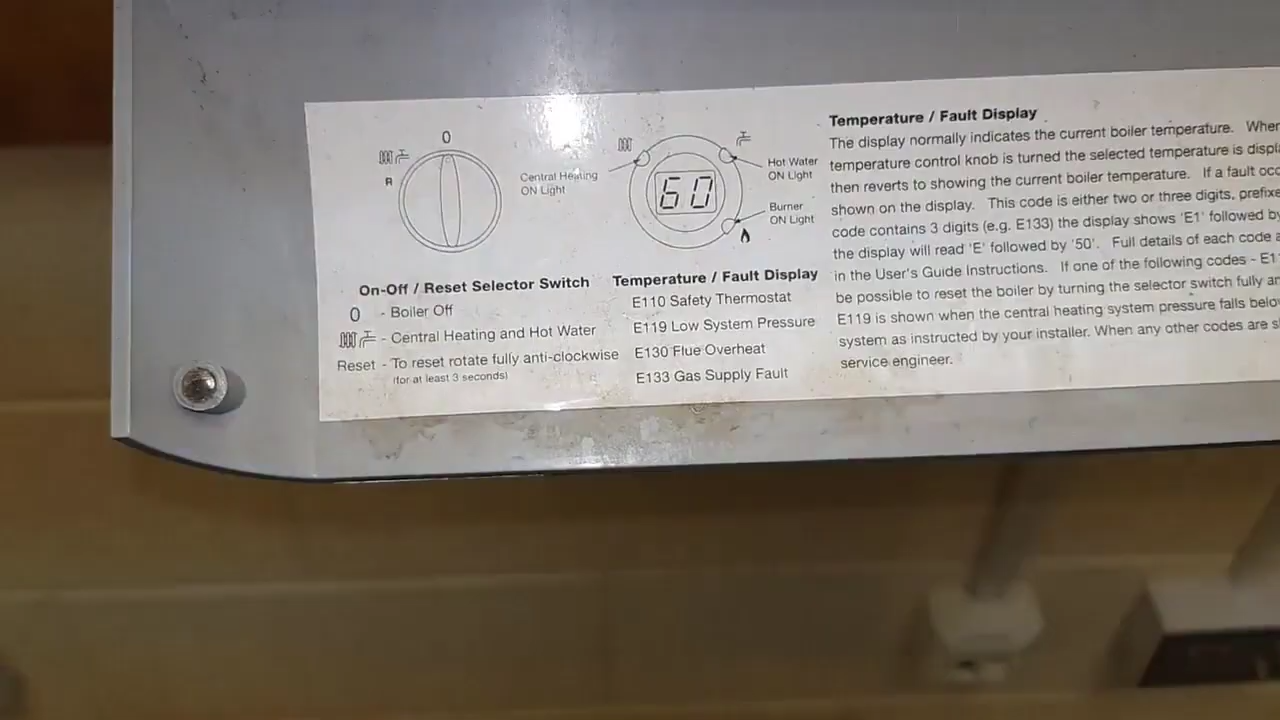 0
R
Central Heating
ON Light
60
Hot Water
ON Light
Burner
ON Light
On-Off / Reset Selector Switch
0 - Boiler Off
- Central Heating and Hot Water
Reset - To reset rotate fully anti-clockwise
(for at least 3 seconds)
Temperature / Fault Display
E110 Safety Thermostat
E119 Low System Pressure
E130 Flue Overheat
E133 Gas Supply Fault
Temperature / Fault Display
The display normally indicates the current boiler temperature. When
temperature control knob is turned the selected temperature is
then reverts to showing the current boiler temperature. If a fault
shown on the display. This code is either two or three digits,
code contains 3 digits (e.g. E133) the display shows 'E1' followed by
the display will read 'E' followed by '50'. Full details of each code
in the User's Guide Instructions. If one of the following codes -
be possible to reset the boiler by turning the selector switch fully
E119 is shown when the central heating system pressure falls
system as instructed by your installer. When any other codes are
service engineer.